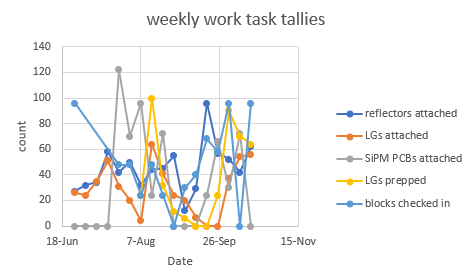 weekly work task tallies
140
120
100
80
60
40
20
0
count
18-Jun 7-Aug 26-Sep 15-Nov
Date
reflectors attached
LGs attached
SiPM PCBs attached
LGs prepped
blocks checked in